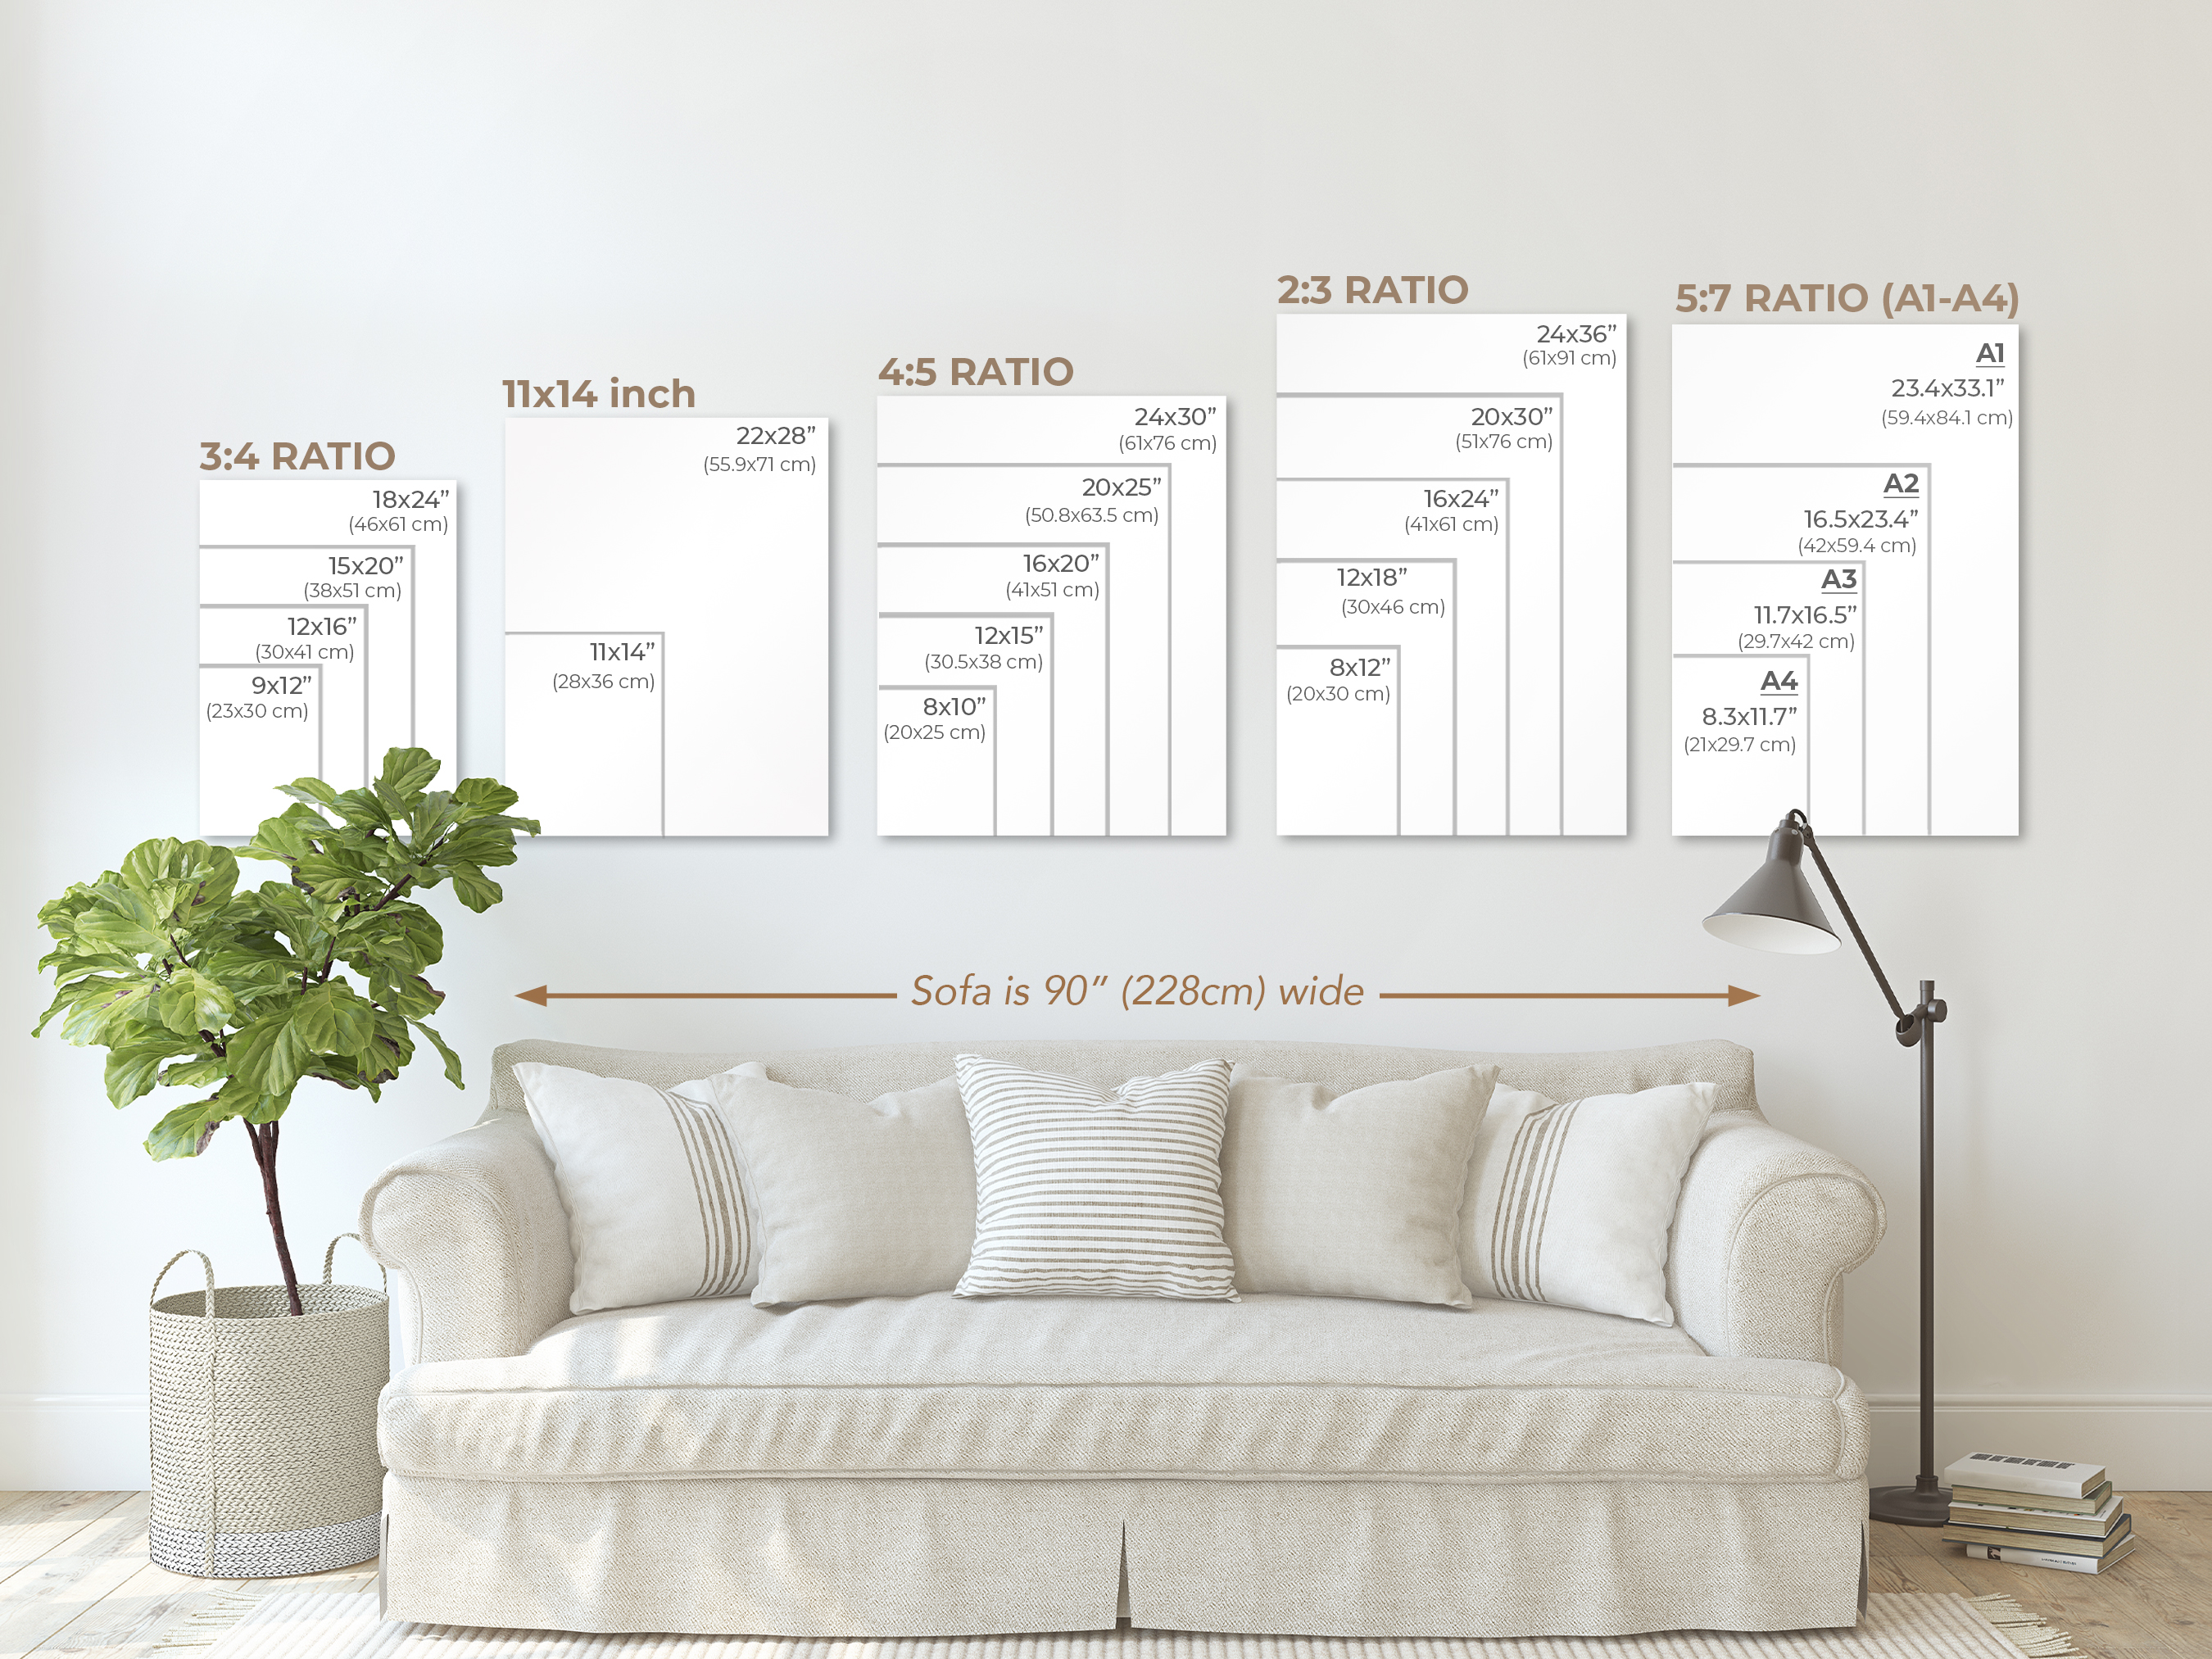 3:4 RATIO
18x24”
(46x61 cm)
15x20”
(38x51 cm)
12x16”
(30x41 cm)
9x12”
(23x30 cm)
11x14 inch
22x28”
(55.9x71 cm)
11x14”
(28x36 cm)
4:5 RATIO
24x30”
(61x76 cm)
20x25”
(50.8x63.5 cm)
16x20”
(41x51 cm)
12x15”
(30.5x38 cm)
8x10”
(20x25 cm)
2:3 RATIO
24x36”
(61x91 cm)
20x30”
(51x76 cm)
16x24”
(41x61 cm)
12x18”
(30x46 cm)
8x12”
(20x30 cm)
5:7 RATIO (A1-A4)
A1
23.4x33.1”
(59.4x84.1 cm)
A2
16.5x23.4”
(42x59.4 cm)
A3
11.7x16.5”
(29.7x42 cm)
A4
8.3x11.7”
(21x29.7 cm)
Sofa is 90” (228cm) wide